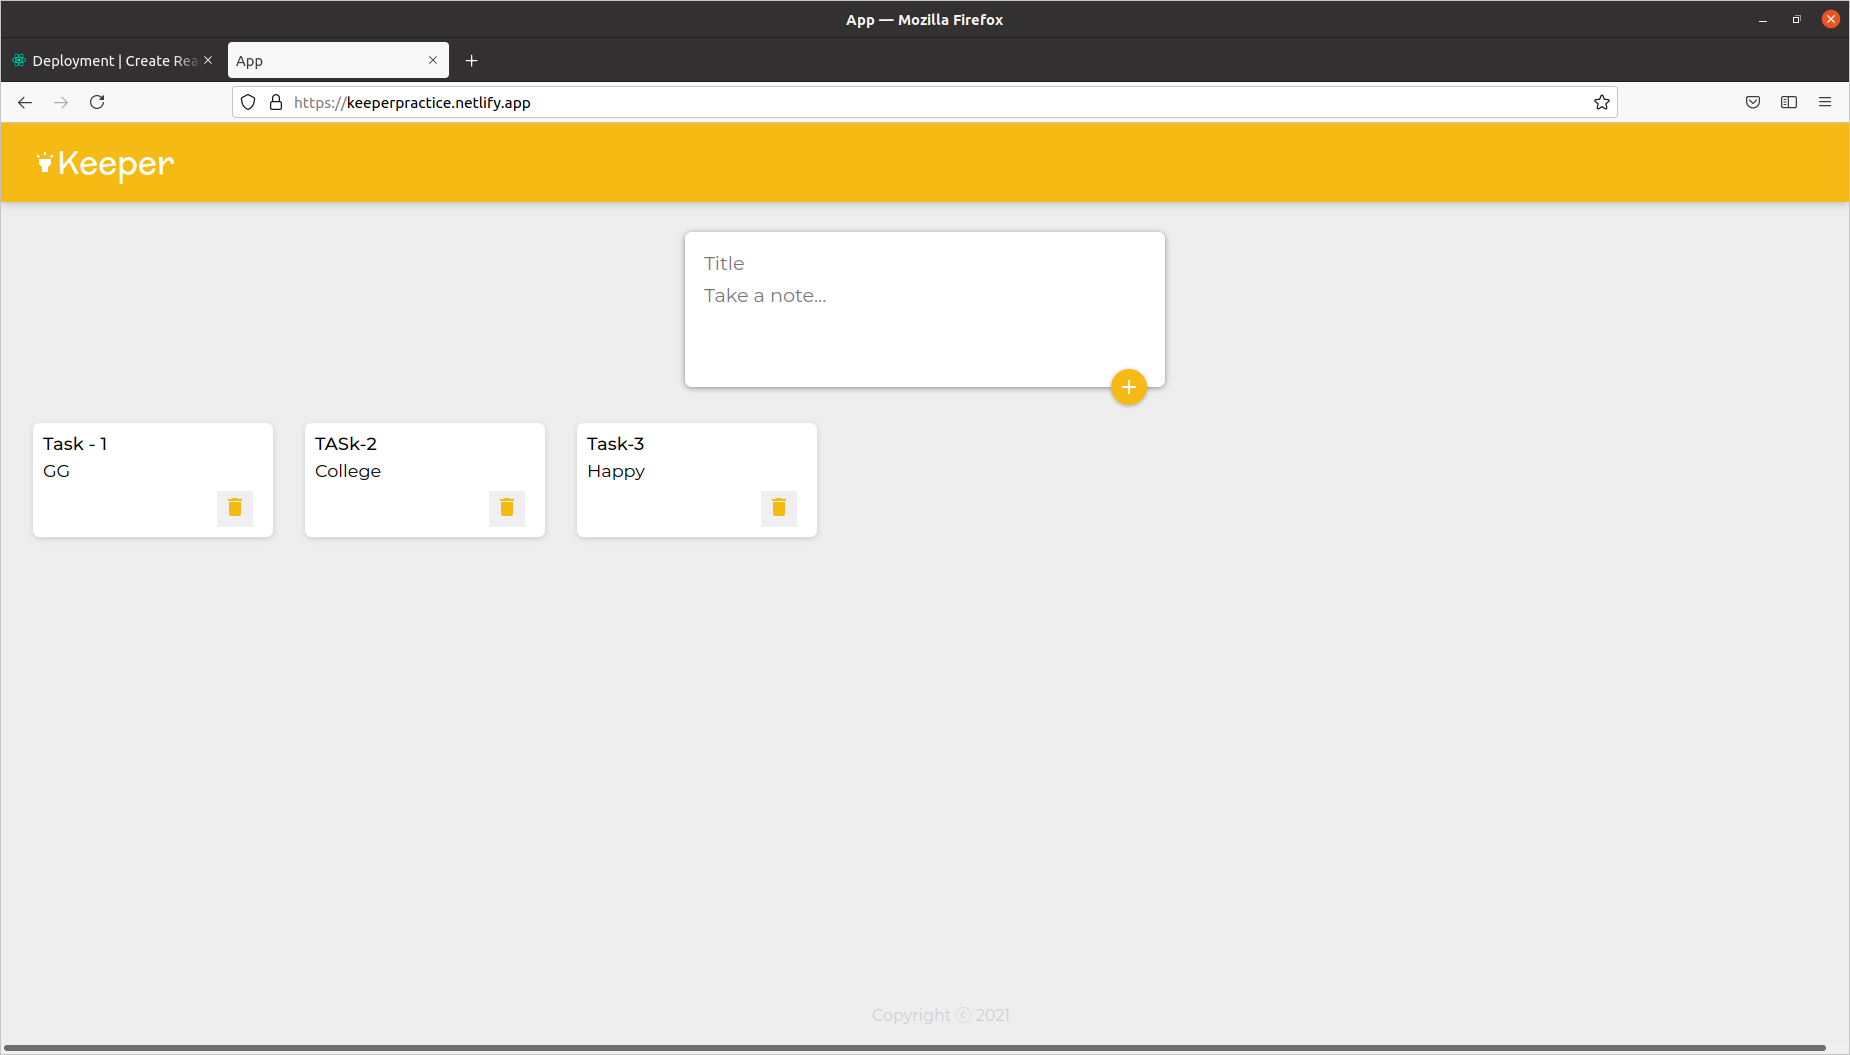 App — Mozilla Firefox
Deployment | Create Rea
App
https://keeperpractice.netlify.app
Keeper
Title
Take a note...
Task - 1
GG
TASk-2
College
Task-3
Happy
Copyright ⓒ 2021